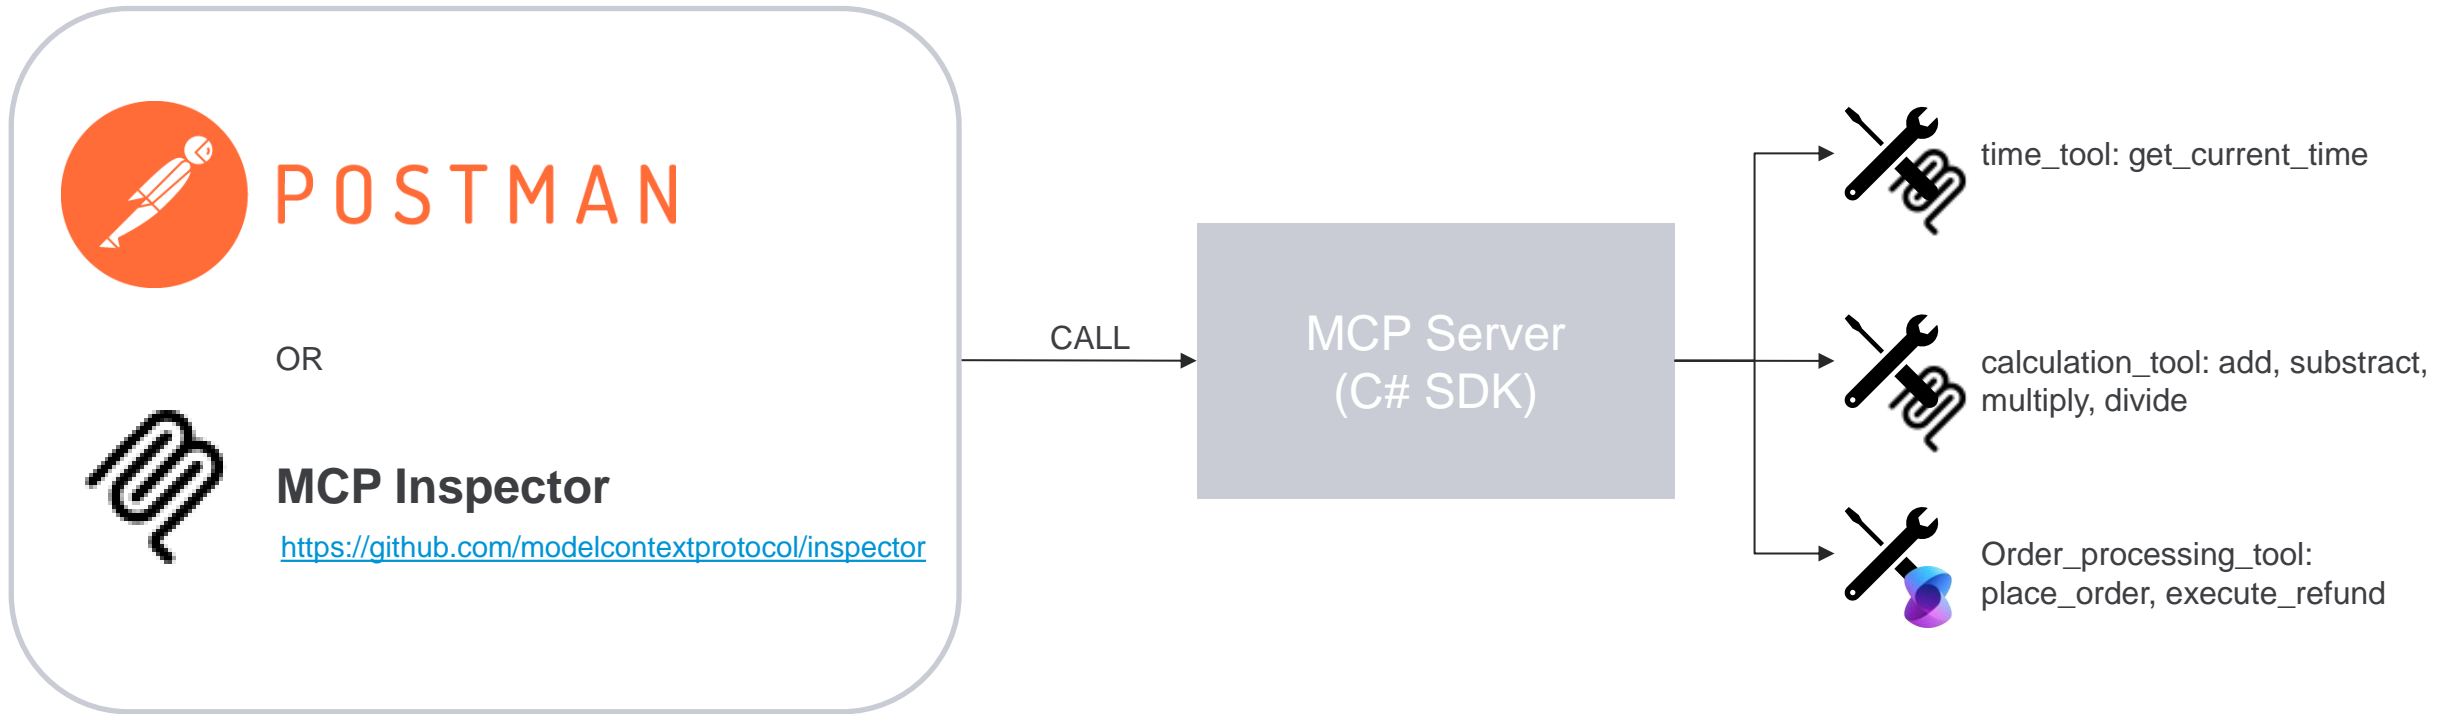 POSTMAN
OR
MCP Inspector
https://github.com/modelcontextprotocol/inspector
CALL
MCP Server
(C# SDK)
time_tool: get_current_time
calculation_tool: add, substract,
multiply, divide
Order_processing_tool:
place_order, execute_refund